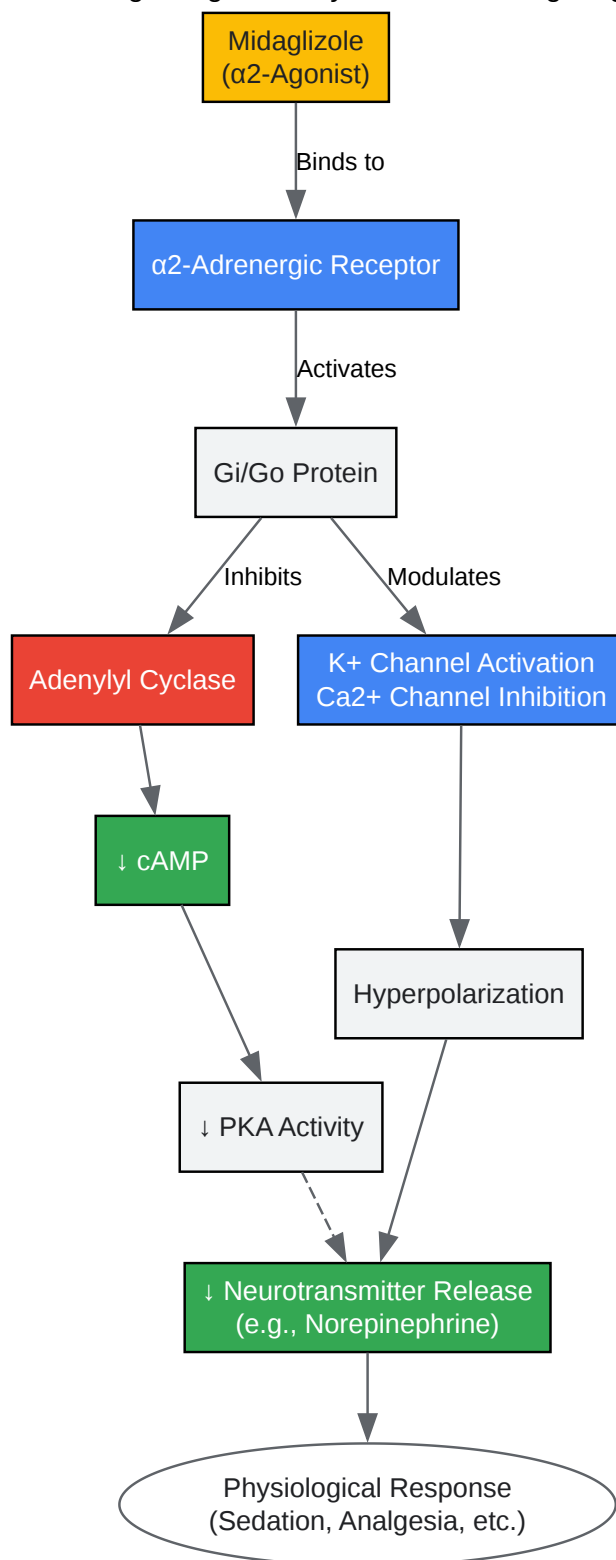 Midaglizole
(α2-Agonist)
Binds to
α2-Adrenergic Receptor
Activates
Gi/Go Protein
Inhibits
Modulates
Adenylyl Cyclase
K+ Channel Activation
Ca2+ Channel Inhibition
↓ cAMP
Hyperpolarization
↓ PKA Activity
↓ Neurotransmitter Release
(e.g., Norepinephrine)
Physiological Response
(Sedation, Analgesia, etc.)